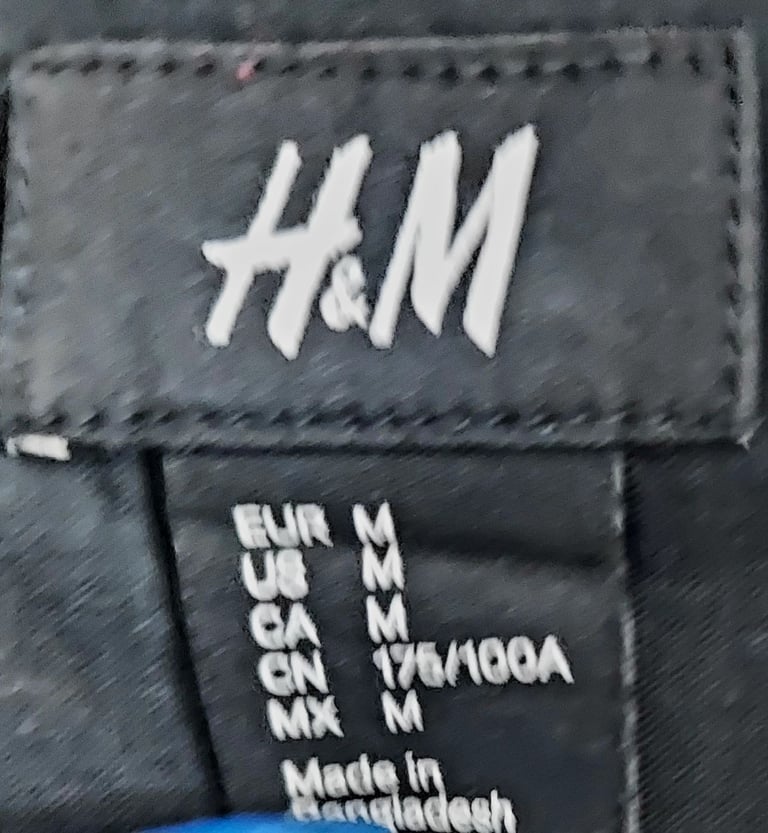 H&M
EUR M
US M
CA M
CN 175/100A
MX M
Made in
Bangladesh